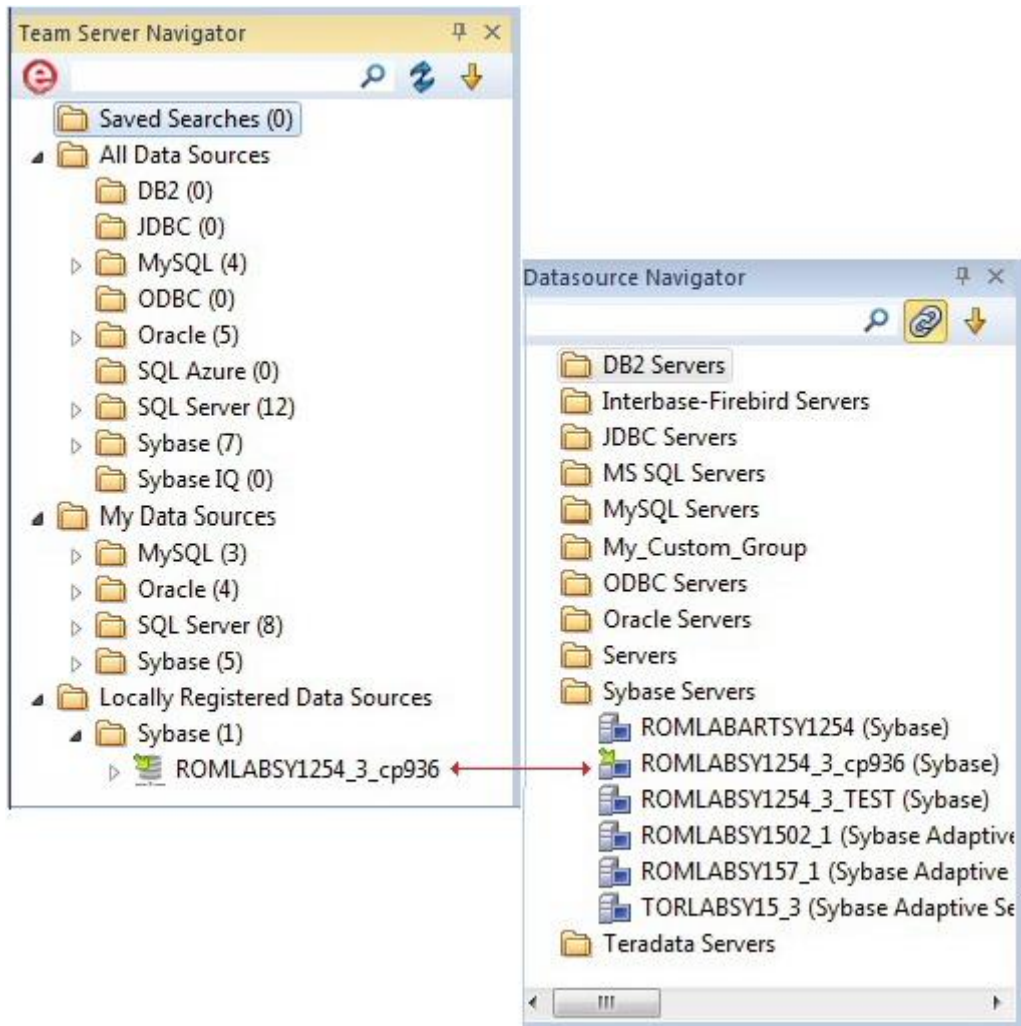 Team Server Navigator
Saved Searches (0)
All Data Sources
DB2 (0)
JDBC (0)
MySQL (4)
ODBC (0)
Oracle (5)
SQL Azure (0)
SQL Server (12)
Sybase (7)
Sybase IQ (0)
My Data Sources
MySQL (3)
Oracle (4)
SQL Server (8)
Sybase (5)
Locally Registered Data Sources
Sybase (1)
ROMLABSY1254_3_cp936
Datasource Navigator
DB2 Servers
Interbase-Firebird Servers
JDBC Servers
MS SQL Servers
MySQL Servers
My_Custom_Group
ODBC Servers
Oracle Servers
Servers
Sybase Servers
ROMLABARTSY1254 (Sybase)
ROMLABSY1254_3_cp936 (Sybase)
ROMLABSY1254_3_TEST (Sybase)
ROMLABSY1502_1 (Sybase Adaptive
ROMLABSY157_1 (Sybase Adaptive
TORLABSY15_3 (Sybase Adaptive Se
Teradata Servers